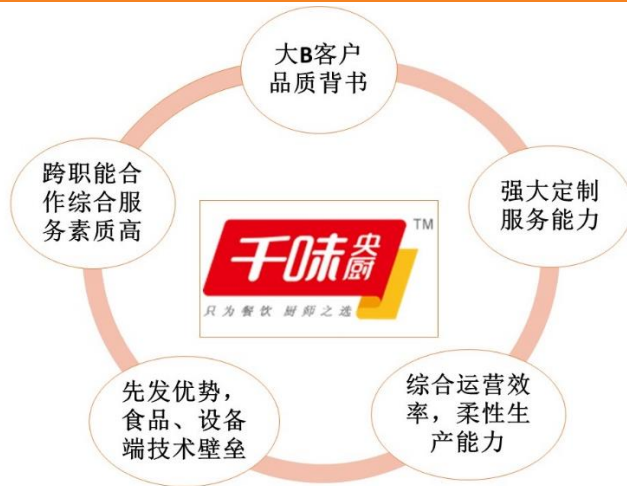 大B客户
品质背书
跨职能合
作综合服
务素质高
强大定制
服务能力
千味央厨
TM
只为餐饮 厨师之选
先发优势，
食品、设备
端技术壁垒
综合运营效
率，柔性生
产能力